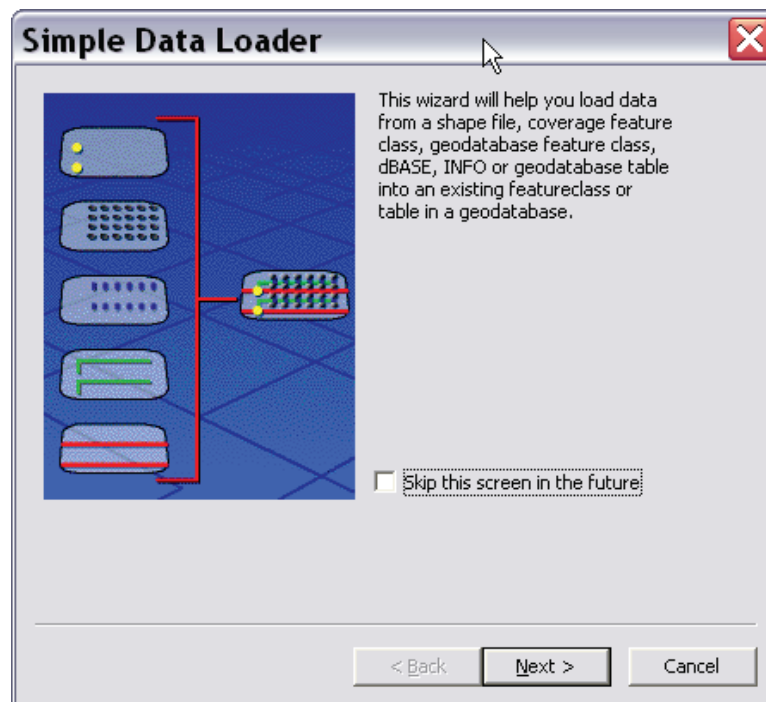 Simple Data Loader
This wizard will help you load data
from a shape file, coverage feature
class, geodatabase feature class,
dBASE, INFO or geodatabase table
into an existing featureclass or
table in a geodatabase.
Skip this screen in the future
< Back
Next >
Cancel